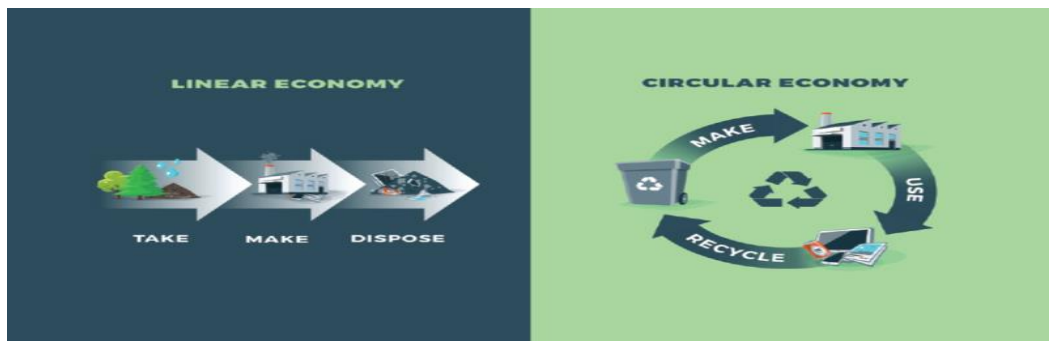 LINEAR ECONOMY
TAKE
MAKE
DISPOSE
CIRCULAR ECONOMY
MAKE
USE
RECYCLE